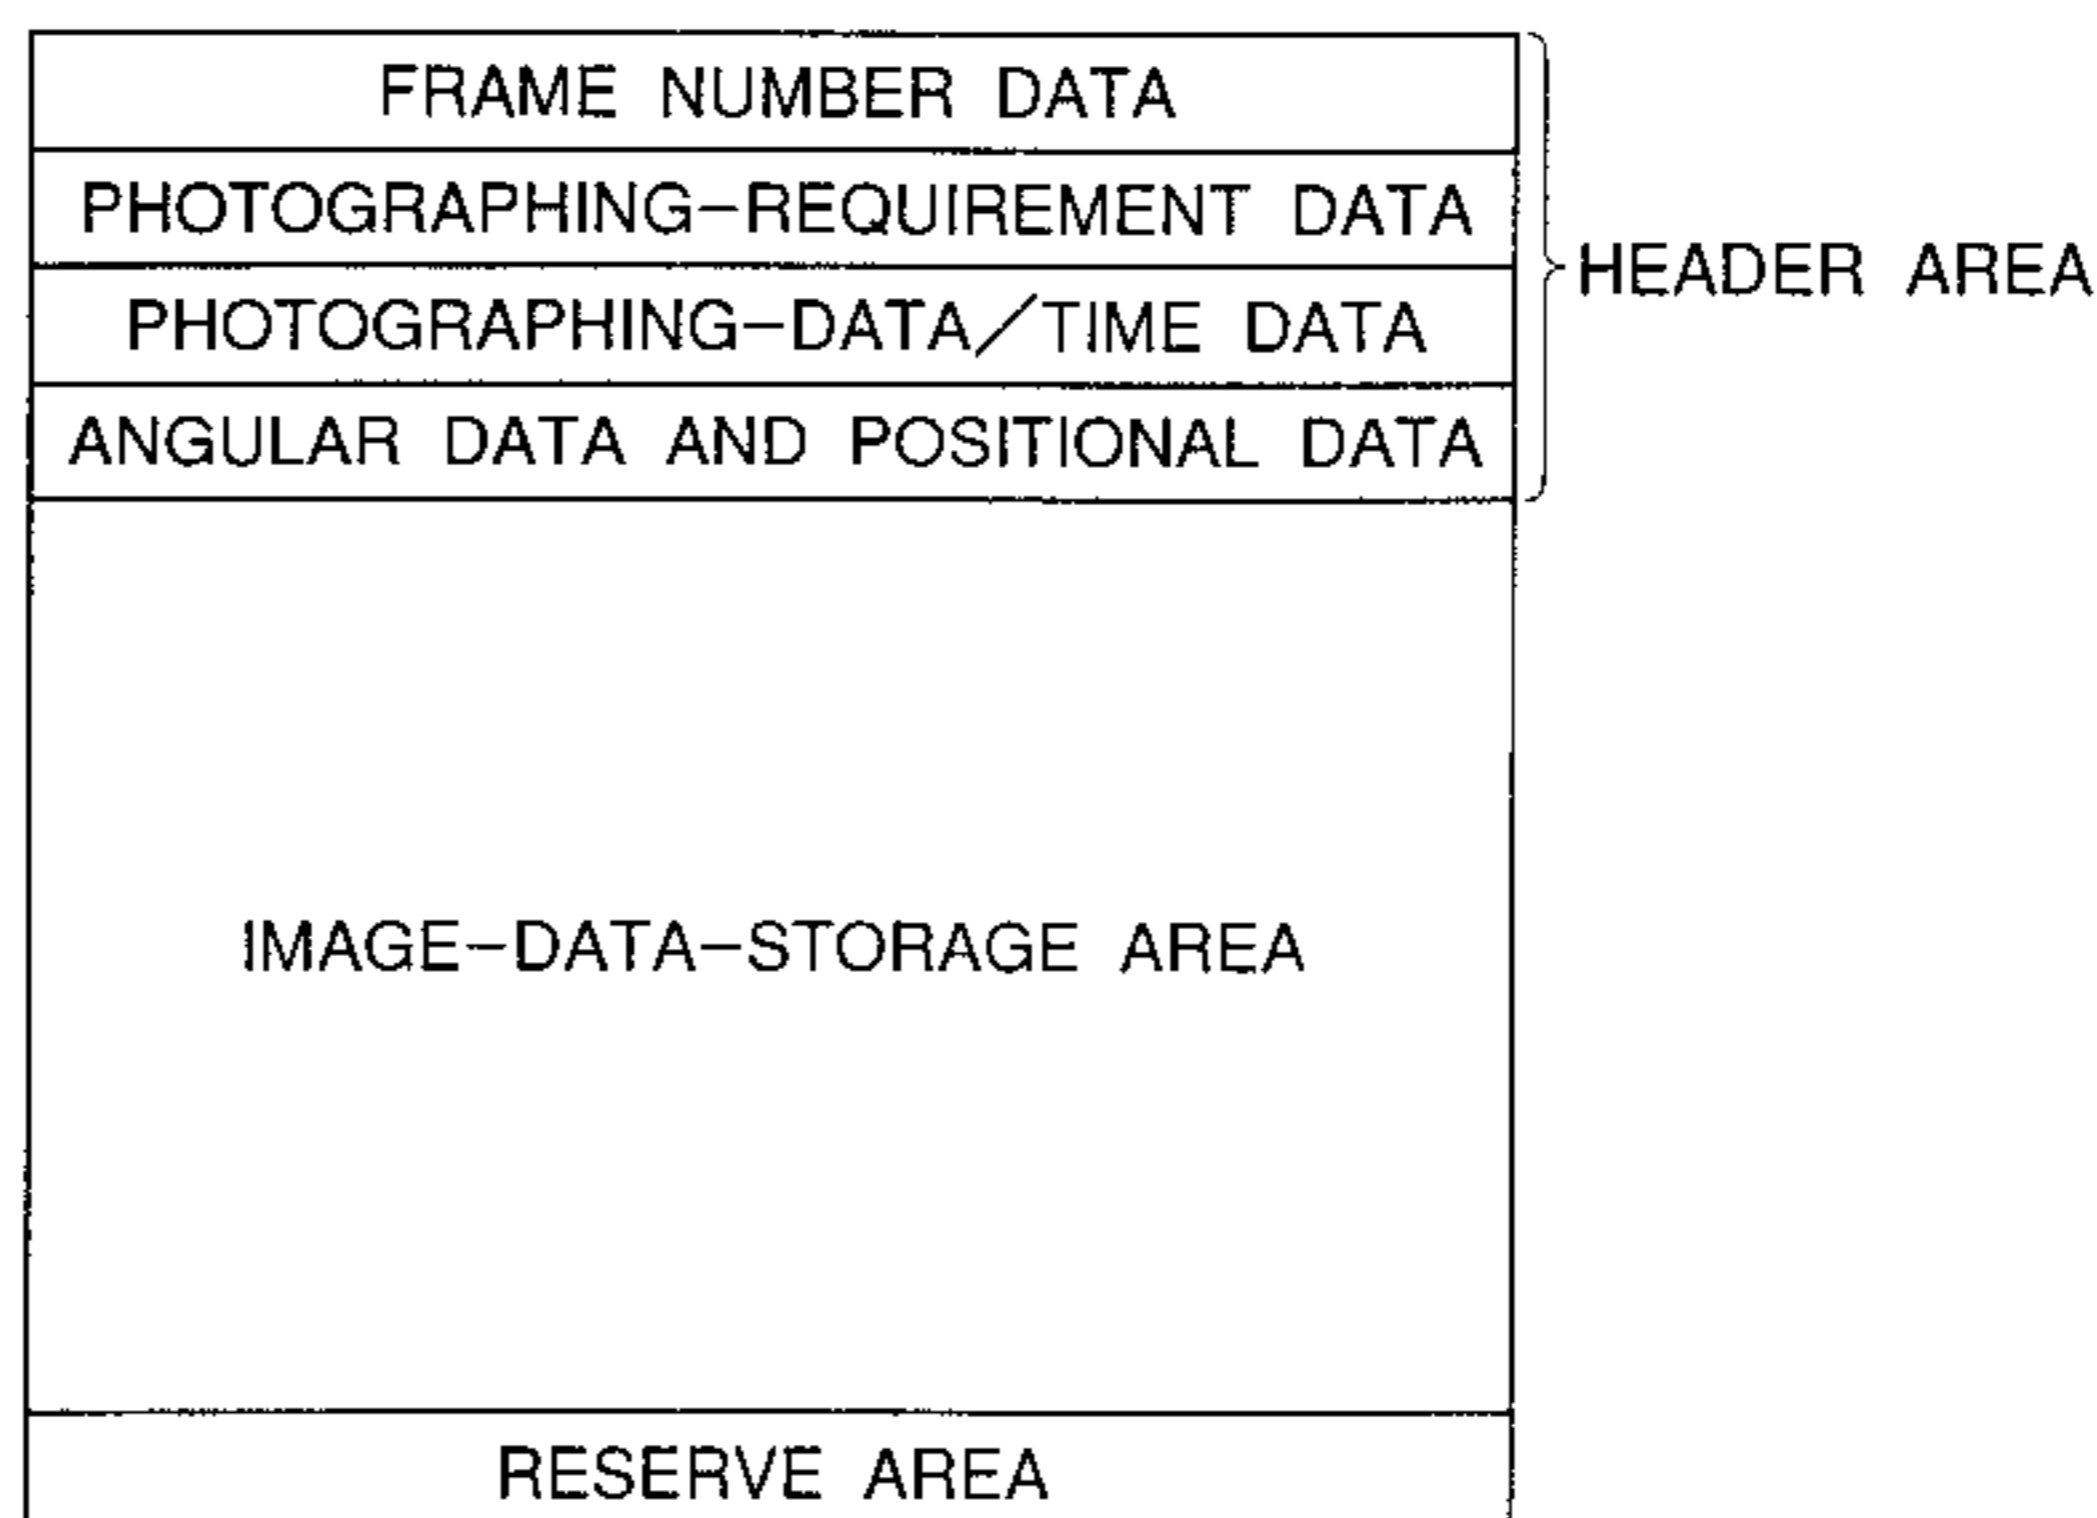 FRAME NUMBER DATA
PHOTOGRAPHING-REQUIREMENT DATA
HEADER AREA
PHOTOGRAPHING-DATA/TIME DATA
ANGULAR DATA AND POSITIONAL DATA
IMAGE-DATA-STORAGE AREA
RESERVE AREA